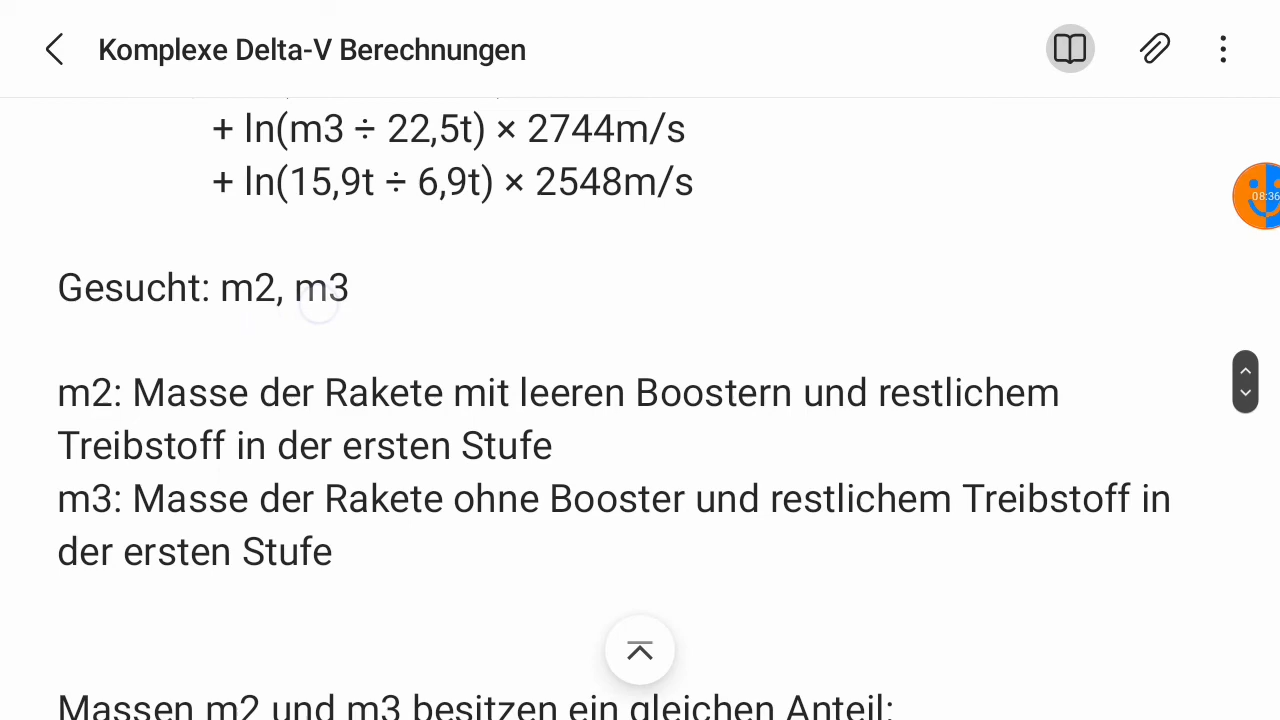 Komplexe Delta-V Berechnungen
+ ln(m3 ÷ 22,5t) × 2744m/s
+ ln(15,9t ÷ 6,9t) × 2548m/s
08:36
Gesucht: m2, m3
m2: Masse der Rakete mit leeren Boostern und restlichem
Treibstoff in der ersten Stufe
m3: Masse der Rakete ohne Booster und restlichem Treibstoff in
der ersten Stufe
Massen m2 und m3 besitzen ein gleichen Anteil: